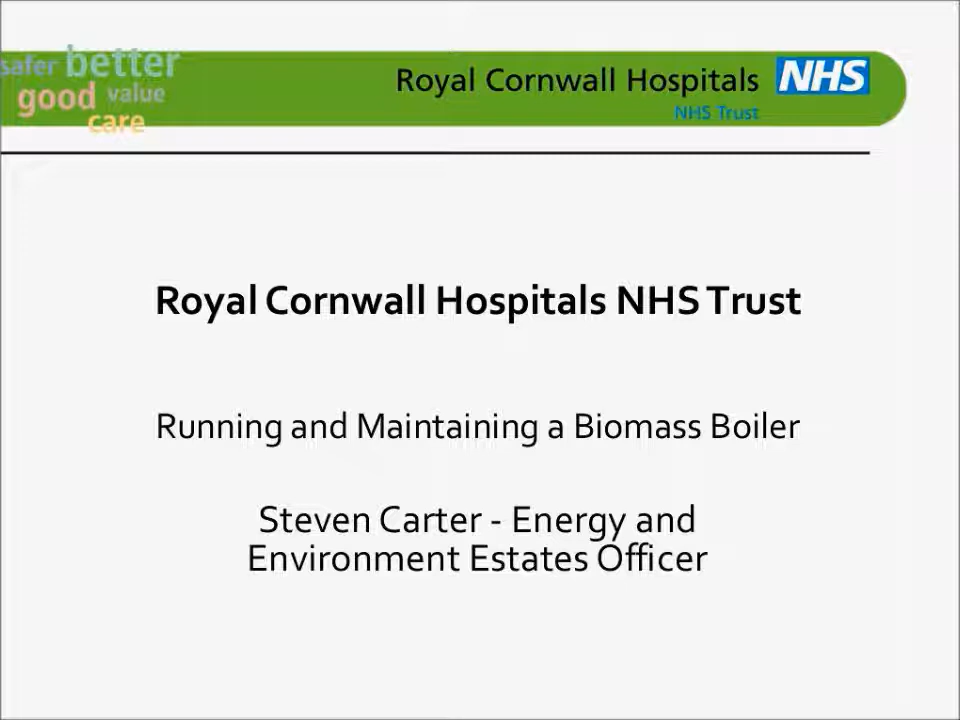 safer better
good value
care
Royal Cornwall Hospitals NHS
NHS Trust
Royal Cornwall Hospitals NHS Trust
Running and Maintaining a Biomass Boiler
Steven Carter - Energy and
Environment Estates Officer